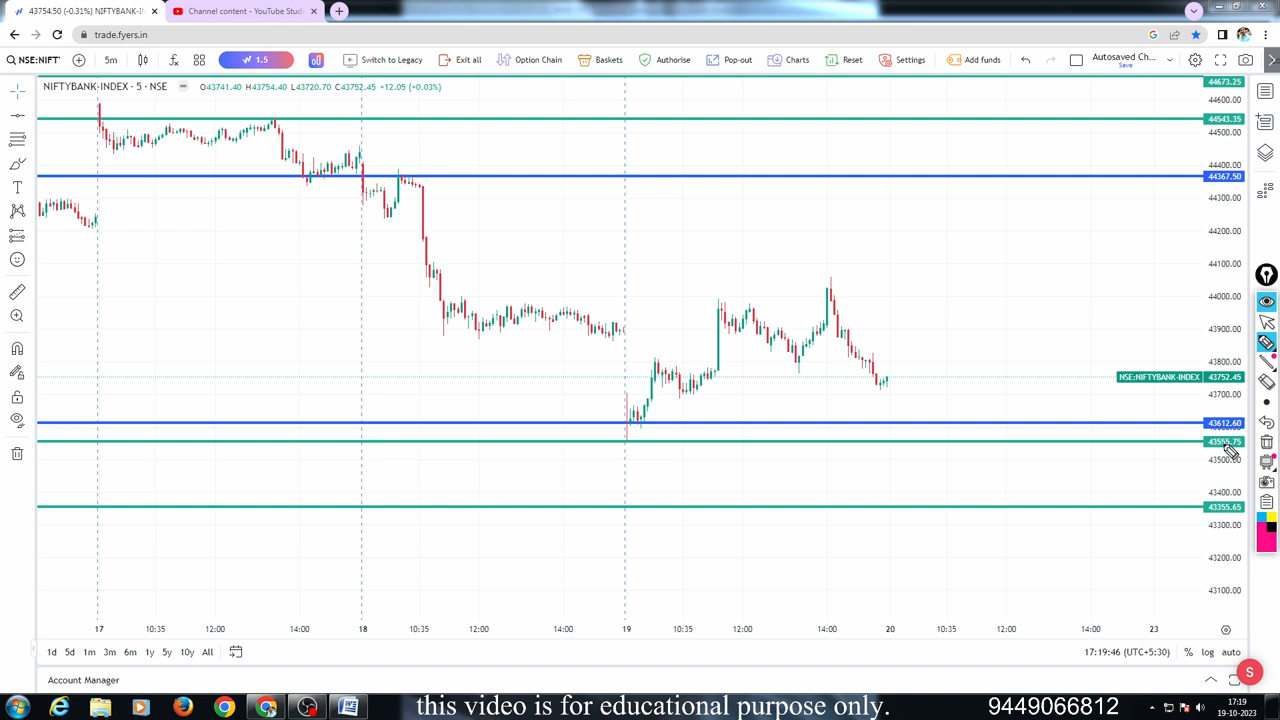 43754.50 (-0.31%) NIFTYBANK-IN
Channel content - YouTube Studi
trade.fyers.in
NSE:NIFT
5m
1.5
Switch to Legacy
Exit all
Option Chain
Baskets
Authorise
Pop-out
Charts
Reset
Settings
Add funds
Autosaved Ch...
Save
NIFTYBANK-INDEX · 5 · NSE
O43741.40 H43754.40 L43720.70 C43752.45 +12.05 (+0.03%)
44673.25
44600.00
44543.35
44500.00
44400.00
44367.50
44300.00
44200.00
44100.00
44000.00
43900.00
43800.00
NSE:NIFTYBANK-INDEX 43752.45
43700.00
43612.60
43555.75
43500.00
43400.00
43355.65
43300.00
43200.00
43100.00
17 10:35 12:00 14:00 18 10:35 12:00 14:00 19 10:35 12:00 14:00 20 10:35 12:00 14:00 23
1d 5d 1m 3m 6m 1y 5y 10y All
17:19:46 (UTC+5:30) % log auto
Account Manager
S
this video is for educational purpose only.
9449066812
17:19
19-10-2023